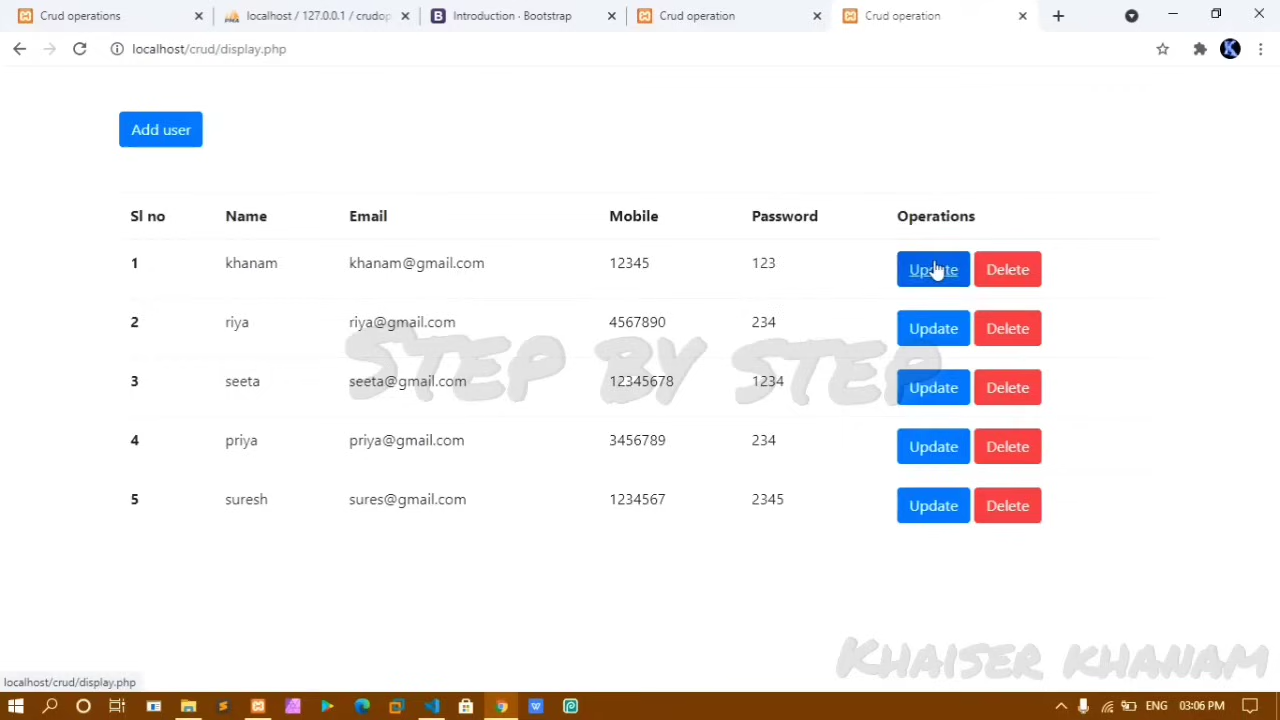 Crud operations
localhost / 127.0.0.1 / crudop
Introduction · Bootstrap
Crud operation
Crud operation
localhost/crud/display.php
Add user
Sl no Name Email Mobile Password Operations
1 khanam khanam@gmail.com 12345 123 Update Delete
2 riya riya@gmail.com 4567890 234 Update Delete
3 seeta seeta@gmail.com 12345678 1234 Update Delete
4 priya priya@gmail.com 3456789 234 Update Delete
5 suresh sures@gmail.com 1234567 2345 Update Delete
Step by step
Khaiser khanam
localhost/crud/display.php
ENG 03:06 PM